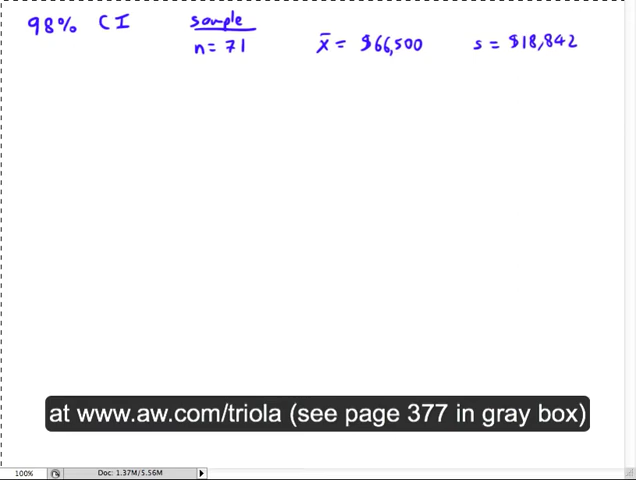 98% CI sample
n = 71 x̄ = $66,500 s = $18,842
at www.aw.com/triola (see page 377 in gray box)
100% Doc: 1.37M/5.56M